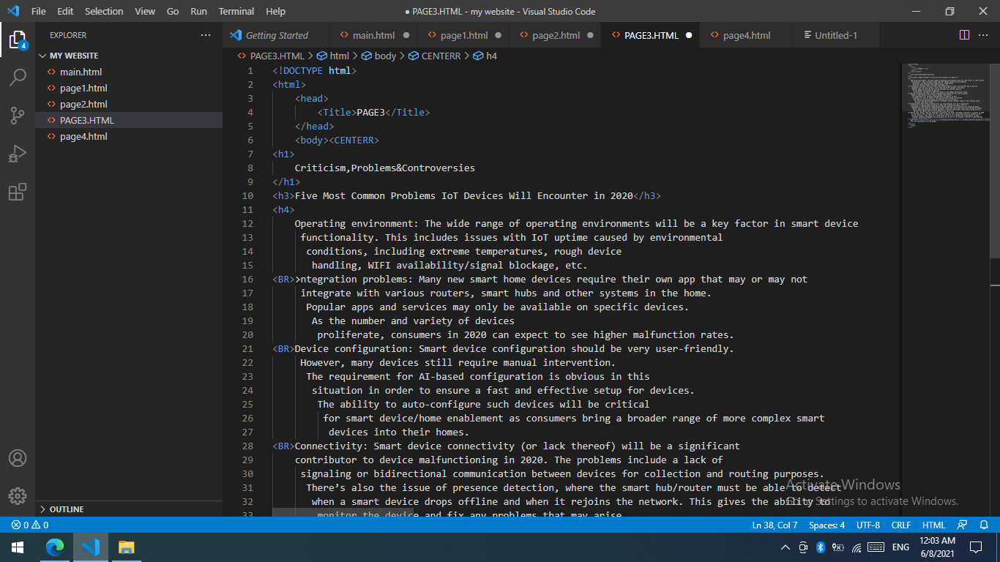 File Edit Selection View Go Run Terminal Help ● PAGE3.HTML - my website - Visual Studio Code
EXPLORER ··· Getting Started main.html ● page1.html ● page2.html ● PAGE3.HTML ● page4.html Untitled-1 ···
MY WEBSITE
main.html
page1.html
page2.html
PAGE3.HTML
page4.html
OUTLINE
4
PAGE3.HTML > html > body > CENTERR > h4
1 <!DOCTYPE html>
2 <html>
3 <head>
4 <Title>PAGE3</Title>
5 </head>
6 <body><CENTERR>
7 <h1>
8 Criticism,Problems&Controversies
9 </h1>
10 <h3>Five Most Common Problems IoT Devices Will Encounter in 2020</h3>
11 <h4>
12 Operating environment: The wide range of operating environments will be a key factor in smart device
13 functionality. This includes issues with IoT uptime caused by environmental
14 conditions, including extreme temperatures, rough device
15 handling, WIFI availability/signal blockage, etc.
16 <BR>>ntegration problems: Many new smart home devices require their own app that may or may not
17 integrate with various routers, smart hubs and other systems in the home.
18 Popular apps and services may only be available on specific devices.
19 As the number and variety of devices
20 proliferate, consumers in 2020 can expect to see higher malfunction rates.
21 <BR>Device configuration: Smart device configuration should be very user-friendly.
22 However, many devices still require manual intervention.
23 The requirement for AI-based configuration is obvious in this
24 situation in order to ensure a fast and effective setup for devices.
25 The ability to auto-configure such devices will be critical
26 for smart device/home enablement as consumers bring a broader range of more complex smart
27 devices into their homes.
28 <BR>Connectivity: Smart device connectivity (or lack thereof) will be a significant
29 contributor to device malfunctioning in 2020. The problems include a lack of
30 signaling or bidirectional communication between devices for collection and routing purposes.
31 There’s also the issue of presence detection, where the smart hub/router must be able to detect
32 when a smart device drops offline and when it rejoins the network. This gives the ability to
33 monitor the device and fix any problems that may arise
Activate Windows
Go to Settings to activate Windows.
0 0 Ln 38, Col 7 Spaces: 4 UTF-8 CRLF HTML
ENG 12:03 AM
6/8/2021